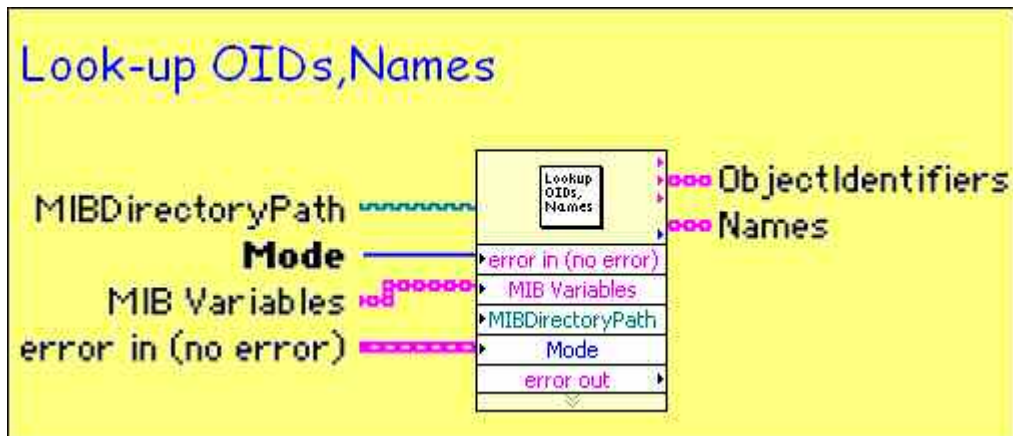 Look-up OIDs,Names
Lookup
OIDs,
Names
MIBDirectoryPath
ObjectIdentifiers
Names
Mode
MIB Variables
error in (no error)
error in (no error)
MIB Variables
MIBDirectoryPath
Mode
error out